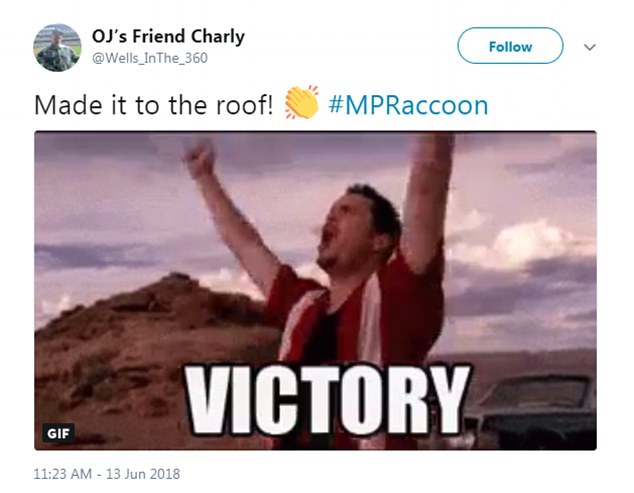 OJ’s Friend Charly
@Wells_InThe_360
Follow
Made it to the roof! 👏 #MPRaccoon
VICTORY
GIF
11:23 AM - 13 Jun 2018